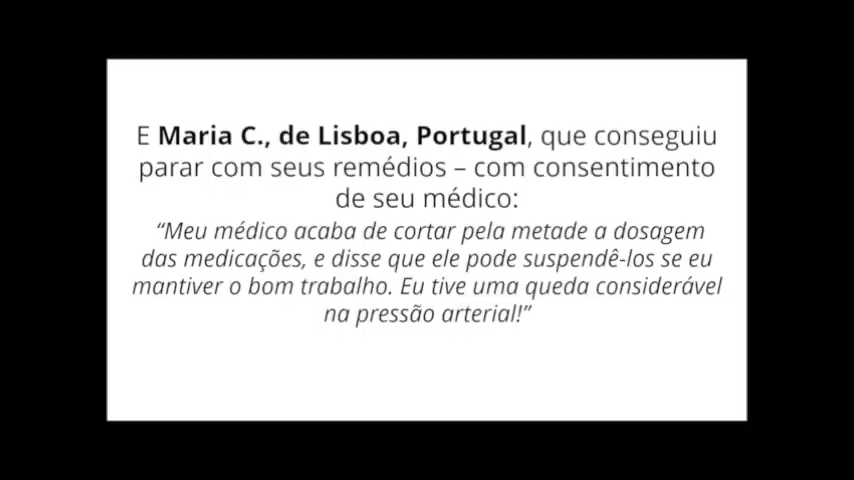 E Maria C., de Lisboa, Portugal, que conseguiu
parar com seus remédios – com consentimento
de seu médico:
“Meu médico acaba de cortar pela metade a dosagem
das medicações, e disse que ele pode suspendê-los se eu
mantiver o bom trabalho. Eu tive uma queda considerável
na pressão arterial!”